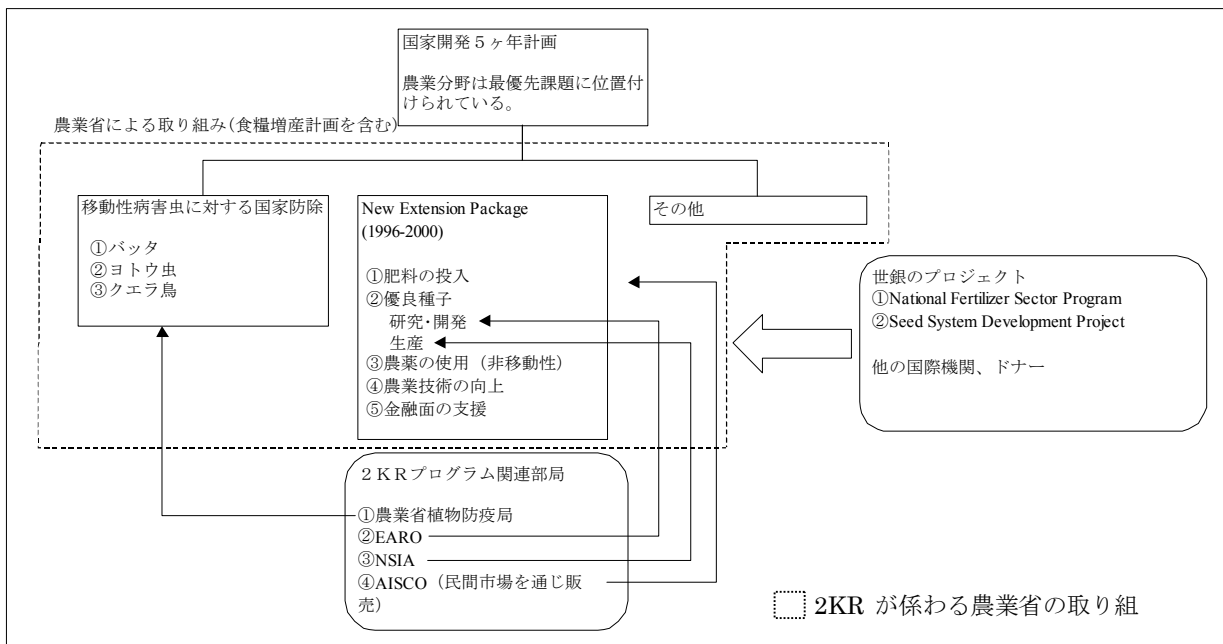 国家開発５ヶ年計画
農業分野は最優先課題に位置付
けられている。
農業省による取り組み(食糧増産計画を含む)
移動性病害虫に対する国家防除
①バッタ
②ヨトウ虫
③クエラ鳥
New Extension Package
(1996-2000)
①肥料の投入
②優良種子
研究・開発
生産
③農薬の使用（非移動性）
④農業技術の向上
⑤金融面の支援
その他
世銀のプロジェクト
①National Fertilizer Sector Program
②Seed System Development Project
他の国際機関、ドナー
２ＫＲプログラム関連部局
①農業省植物防疫局
②EARO
③NSIA
④AISCO（民間市場を通じ販
売）
2KR が係わる農業省の取り組